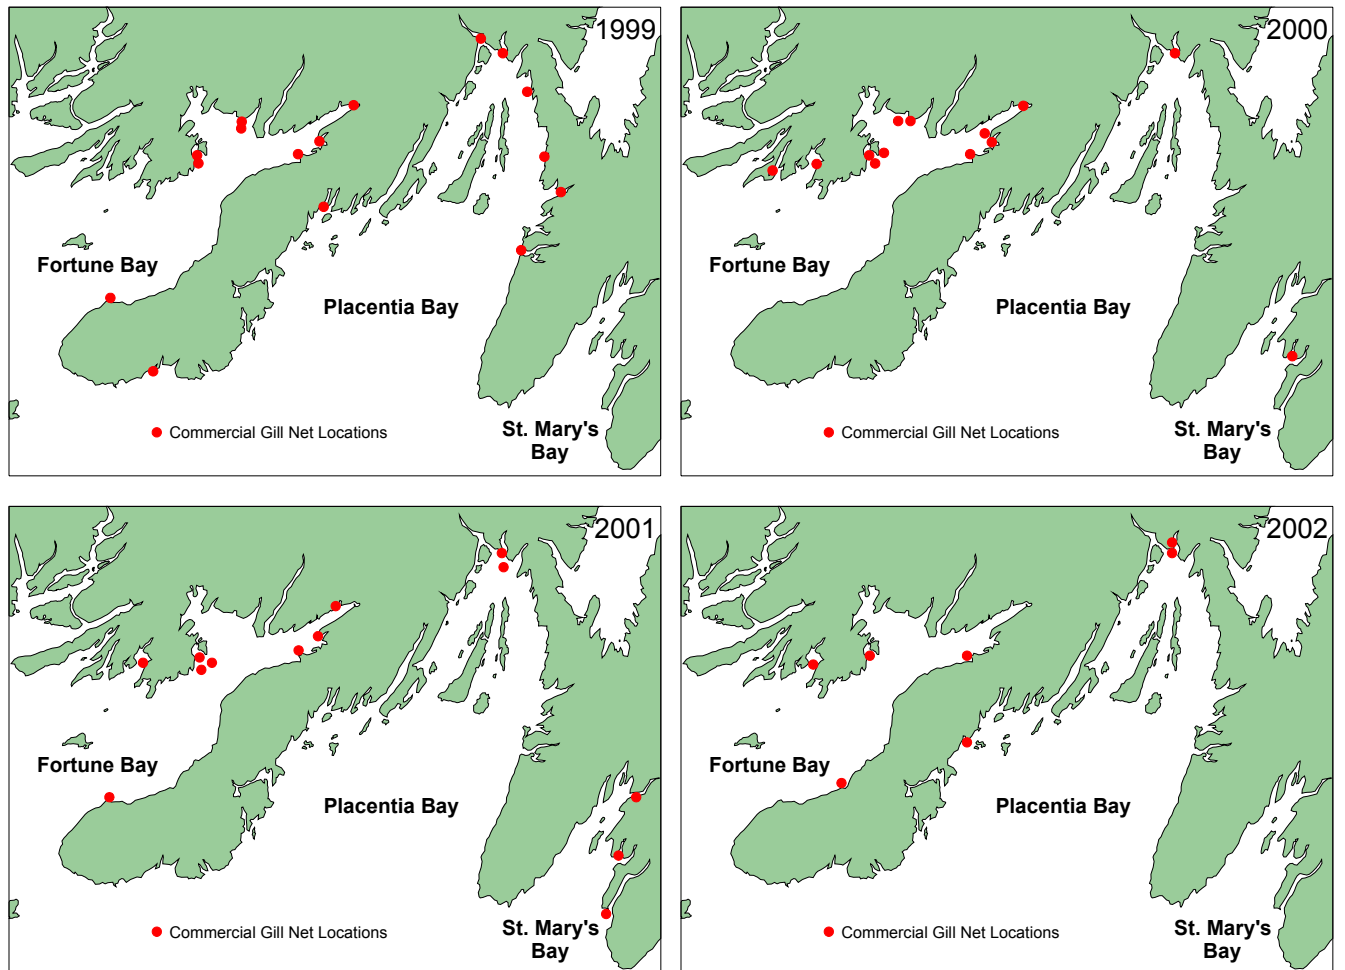 1999
Fortune Bay
Placentia Bay
Commercial Gill Net Locations
St. Mary's
Bay
2000
Fortune Bay
Placentia Bay
Commercial Gill Net Locations
St. Mary's
Bay
2001
Fortune Bay
Placentia Bay
Commercial Gill Net Locations
St. Mary's
Bay
2002
Fortune Bay
Placentia Bay
Commercial Gill Net Locations
St. Mary's
Bay